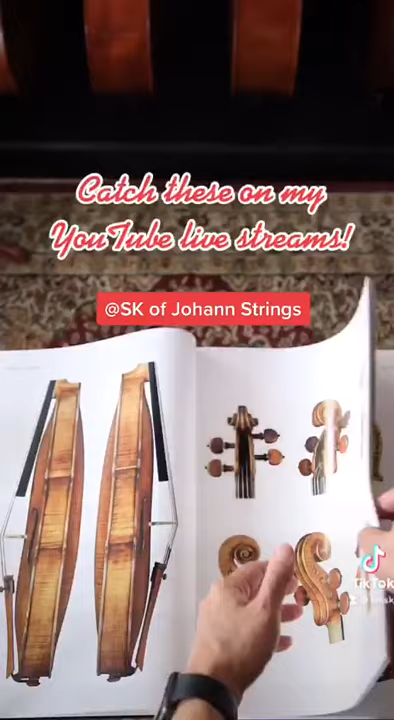 Catch these on my
YouTube live streams!
@SK of Johann Strings
TikTok